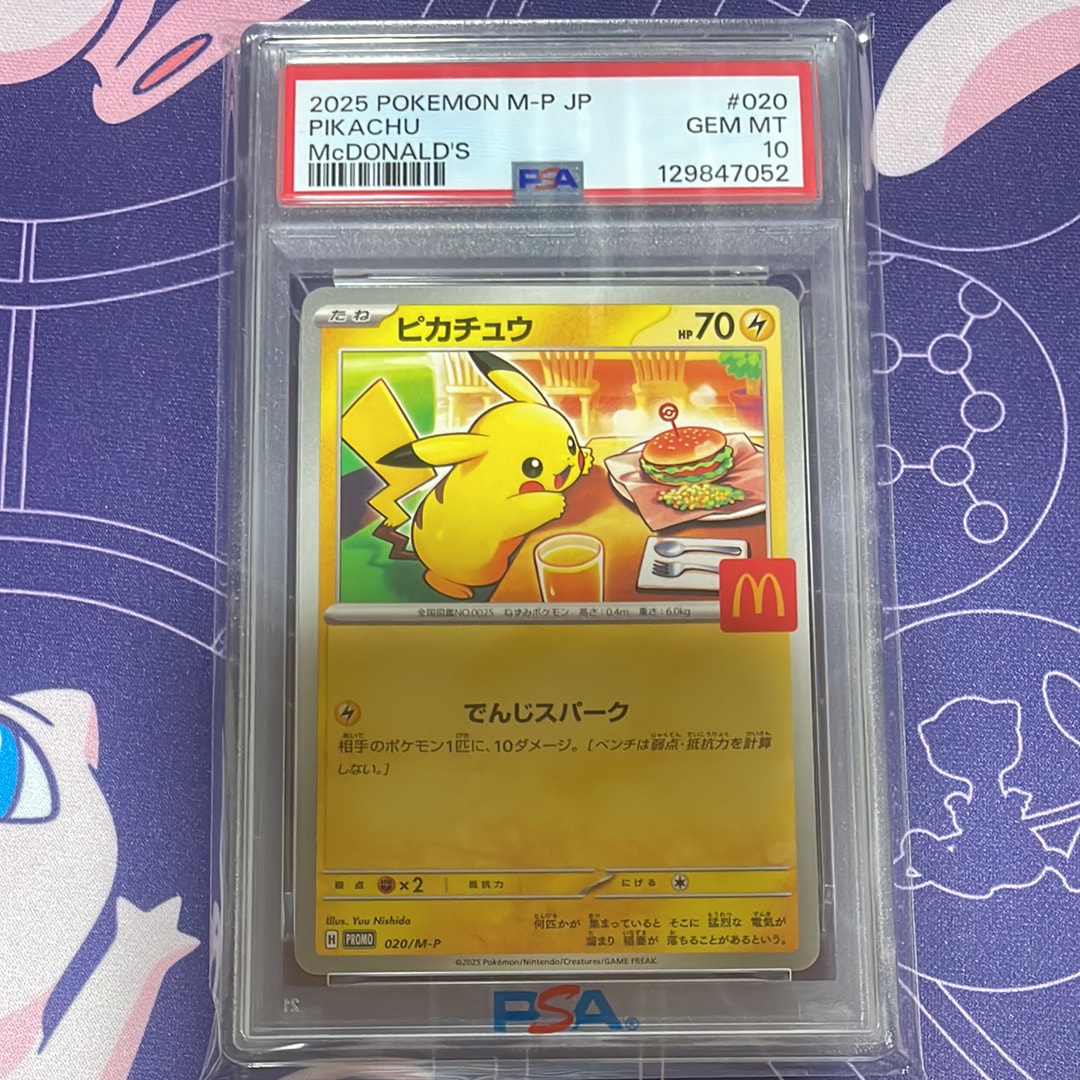 2025 POKEMON M-P JP #020
PIKACHU GEM MT
McDONALD'S 10
PSA 129847052
たね ピカチュウ HP 70
全国図鑑NO.0025 ねずみポケモン 高さ:0.4m 重さ:6.0kg
でんじスパーク
相手のポケモン1匹に、10ダメージ。[ベンチは弱点・抵抗力を計算
しない。]
弱点 ×2 抵抗力 にげる
Illus. Yuu Nishida
何匹かが 集まっていると そこに 猛烈な 電気が
溜まり 稲妻が 落ちることがあるという。
H PROMO 020/M-P
©2025 Pokémon/Nintendo/Creatures/GAME FREAK.
PSA®